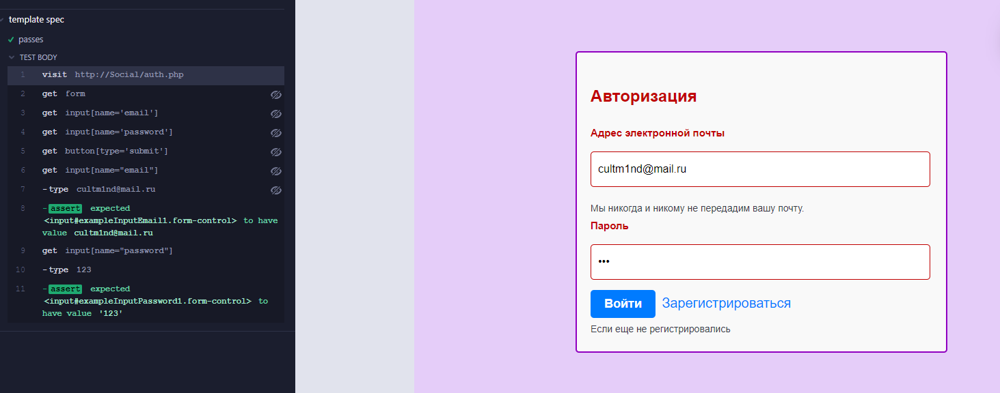 template spec
passes
TEST BODY
1 visit http://Social/auth.php
2 get form
3 get input[name='email']
4 get input[name='password']
5 get button[type='submit']
6 get input[name="email"]
7 -type cultm1nd@mail.ru
8 -assert expected
<input#exampleInputEmail1.form-control> to have
value cultm1nd@mail.ru
9 get input[name="password"]
10 -type 123
11 -assert expected
<input#exampleInputPassword1.form-control> to
have value '123'
Авторизация
Адрес электронной почты
cultm1nd@mail.ru
Мы никогда и никому не передадим вашу почту.
Пароль
•••
Войти Зарегистрироваться
Если еще не регистрировались